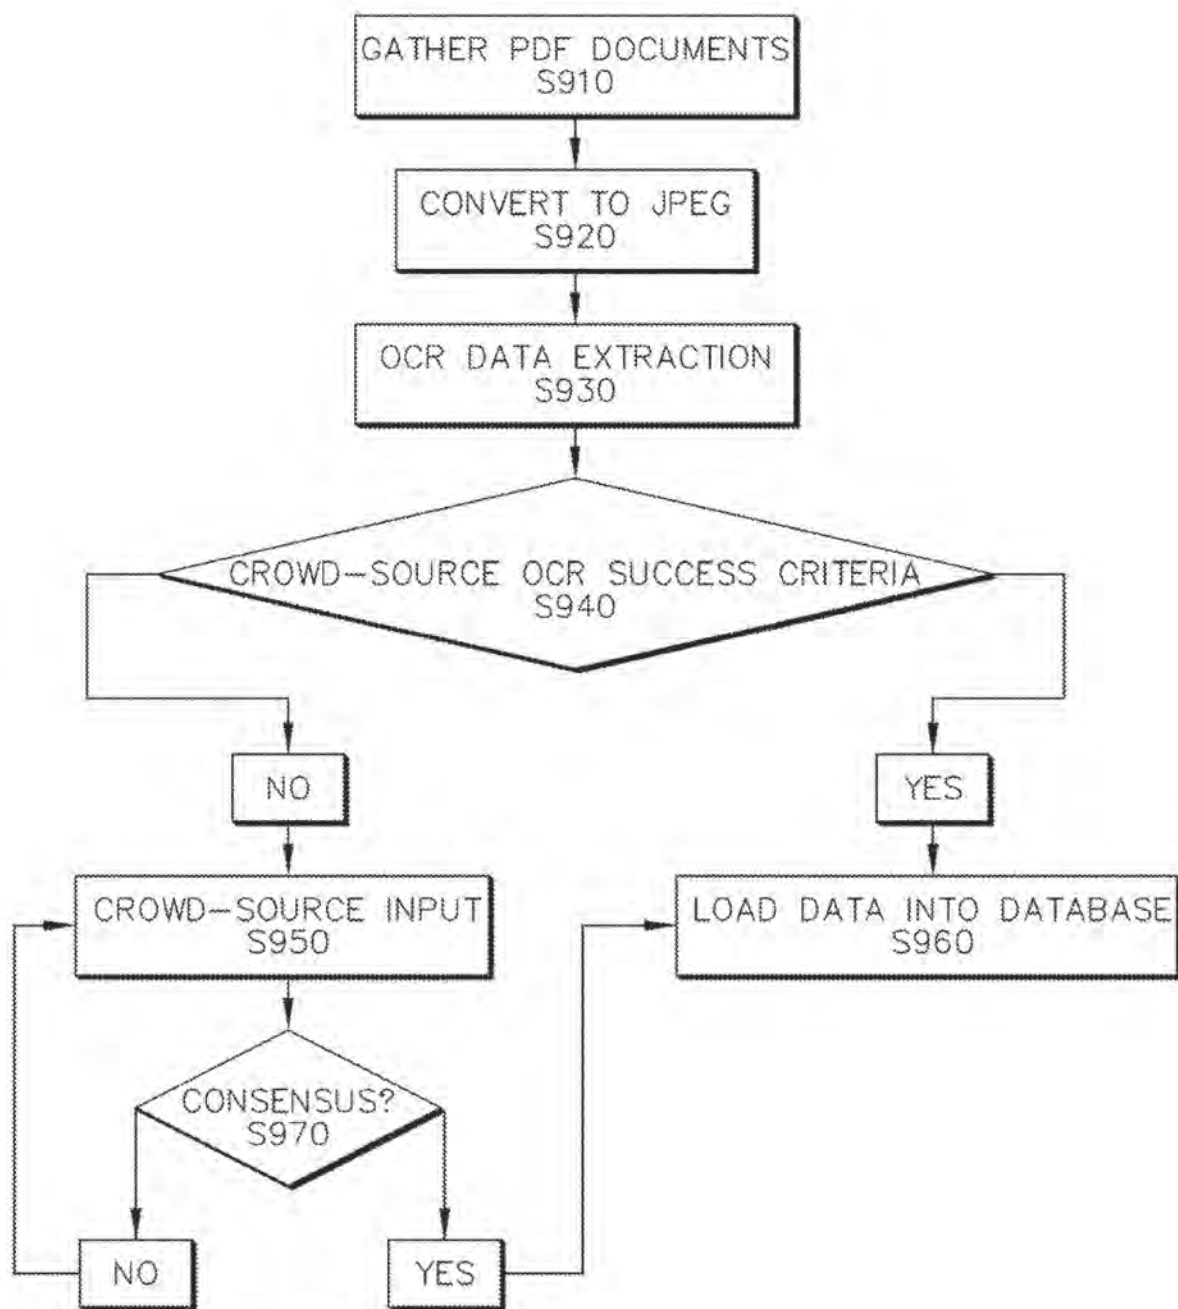 GATHER PDF DOCUMENTS
S910
CONVERT TO JPEG
S920
OCR DATA EXTRACTION
S930
CROWD-SOURCE OCR SUCCESS CRITERIA
S940
NO
YES
CROWD-SOURCE INPUT
S950
LOAD DATA INTO DATABASE
S960
CONSENSUS?
S970
NO
YES